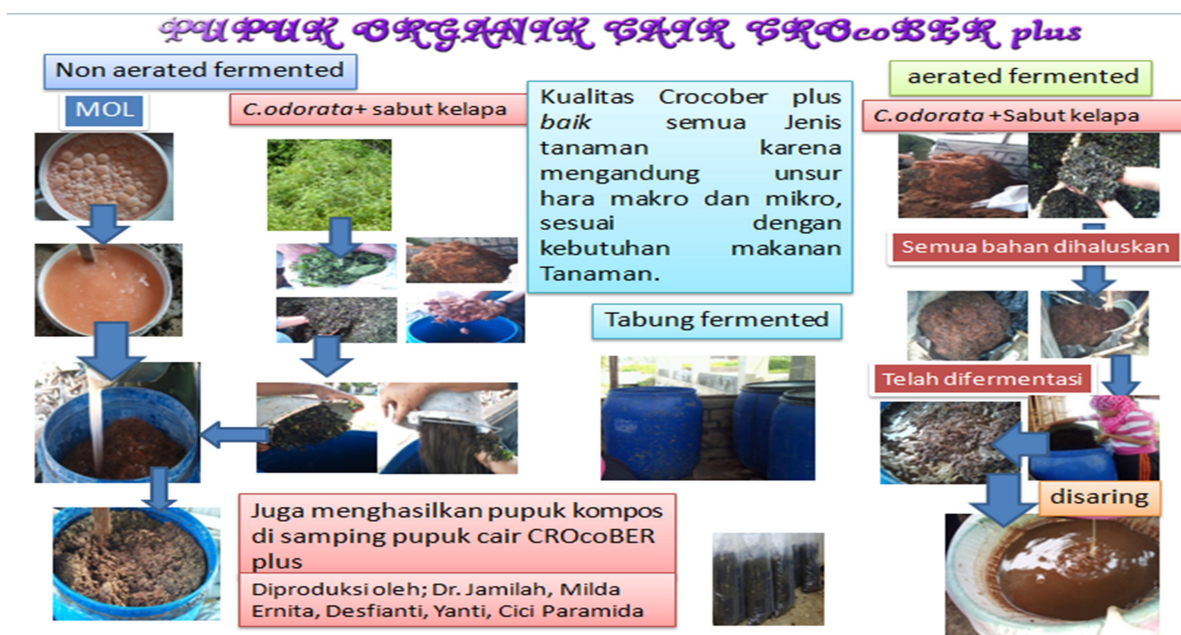 PUPUK ORGANIK CAIR CROcoBER plus
Non aerated fermented
MOL
C.odorata+ sabut kelapa
Kualitas Crocober plus
baik semua Jenis
tanaman karena
mengandung unsur
hara makro dan mikro,
sesuai dengan
kebutuhan makanan
Tanaman.
Tabung fermented
aerated fermented
C.odorata +Sabut kelapa
Semua bahan dihaluskan
Telah difermentasi
disaring
Juga menghasilkan pupuk kompos
di samping pupuk cair CROcoBER
plus
Diproduksi oleh; Dr. Jamilah, Milda
Ernita, Desfianti, Yanti, Cici Paramida